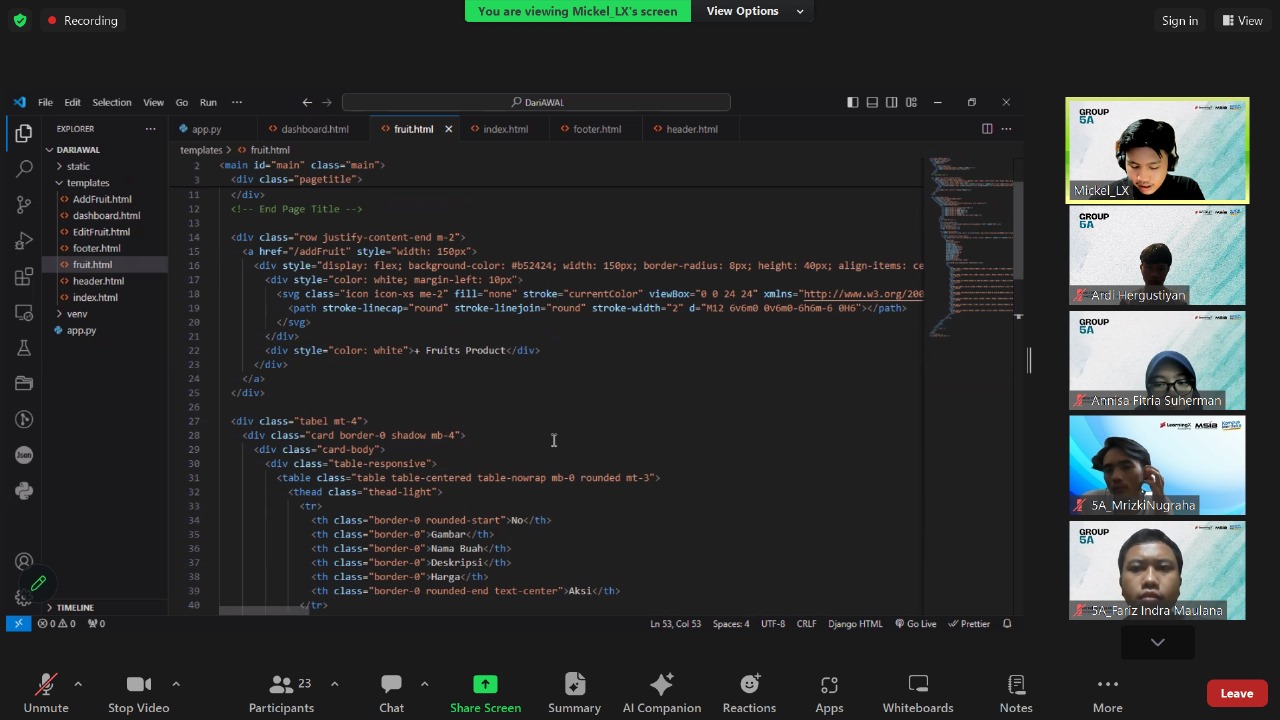 You are viewing Mickel_LX's screen
View Options
Recording
Sign in
View
File Edit Selection View Go Run ···
DariAWAL
EXPLORER
DARIAWAL
static
templates
AddFruit.html
dashboard.html
EditFruit.html
footer.html
fruit.html
header.html
index.html
venv
app.py
TIMELINE
app.py dashboard.html fruit.html index.html footer.html header.html
templates > fruit.html
2 <main id="main" class="main">
3 <div class="pagetitle">
11 </div>
12 <!-- End Page Title -->
13
14 <div class="row justify-content-end m-2">
15 <a href="/addFruit" style="width: 150px">
16 <div style="display: flex; background-color: #b52424; width: 150px; border-radius: 8px; height: 40px; align-items: ce
17 <div style="color: white; margin-left: 10px">
18 class="icon icon-xs me-2" fill="none" stroke="currentColor" viewBox="0 0 24 24" xmlns="http://www.w3.org/200
19 stroke-linecap="round" stroke-linejoin="round" stroke-width="2" d="M12 6v6m0 0v6m0-6h6m-6 0H6"></path>
20 </svg>
21 </div>
22 <div style="color: white">+ Fruits Product</div>
23 </div>
24 </a>
25 </div>
26
27 <div class="tabel mt-4">
28 <div class="card border-0 shadow mb-4">
29 <div class="card-body">
30 <div class="table-responsive">
31 <table class="table table-centered table-nowrap mb-0 rounded mt-3">
32 <thead class="thead-light">
33 <tr>
34 <th class="border-0 rounded-start">No</th>
35 <th class="border-0">Gambar</th>
36 <th class="border-0">Nama Buah</th>
37 <th class="border-0">Deskripsi</th>
38 <th class="border-0">Harga</th>
39 <th class="border-0 rounded-end text-center">Aksi</th>
40 </tr>
0 0 0
Ln 53, Col 53 Spaces: 4 UTF-8 CRLF Django HTML Go Live Prettier
GROUP
5A
Mickel_LX
GROUP
5A
Ardi Hergustiyan
GROUP
5A
Annisa Fitria Suherman
LearningX MSIB
5A_MrizkiNugraha
GROUP
5A
5A_Fariz Indra Maulana
Json
Unmute
Stop Video
23
Participants
Chat
Share Screen
Summary
AI Companion
Reactions
Apps
Whiteboards
Notes
More
Leave